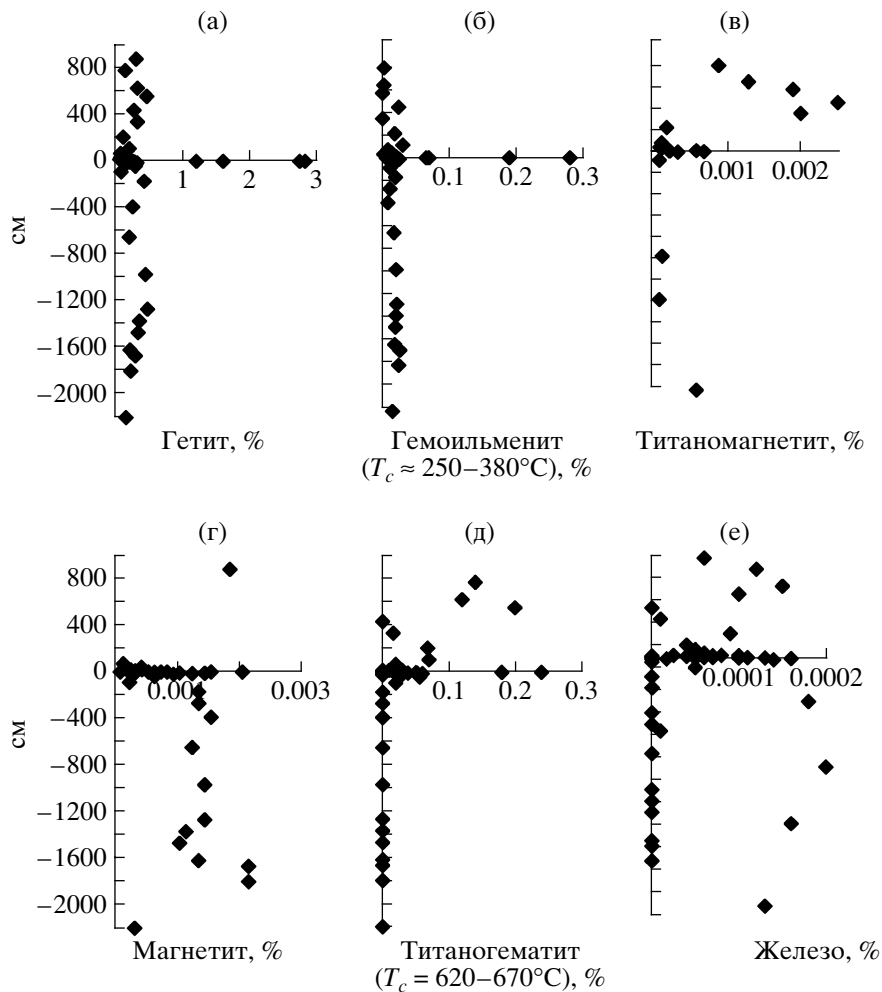 (а) (б) (в)
800
400
0
−400
−800
−1200
−1600
−2000
см
1 2 3
0.1 0.2 0.3
0.001 0.002
Гетит, % Гемоильменит Титаномагнетит, %
(Tc ≈ 250–380°C), %
(г) (д) (е)
800
400
0
−400
−800
−1200
−1600
−2000
см
0.001 0.003
0.1 0.2 0.3
0.0001 0.0002
Магнетит, % Титаногематит Железо, %
(Tc = 620–670°C), %